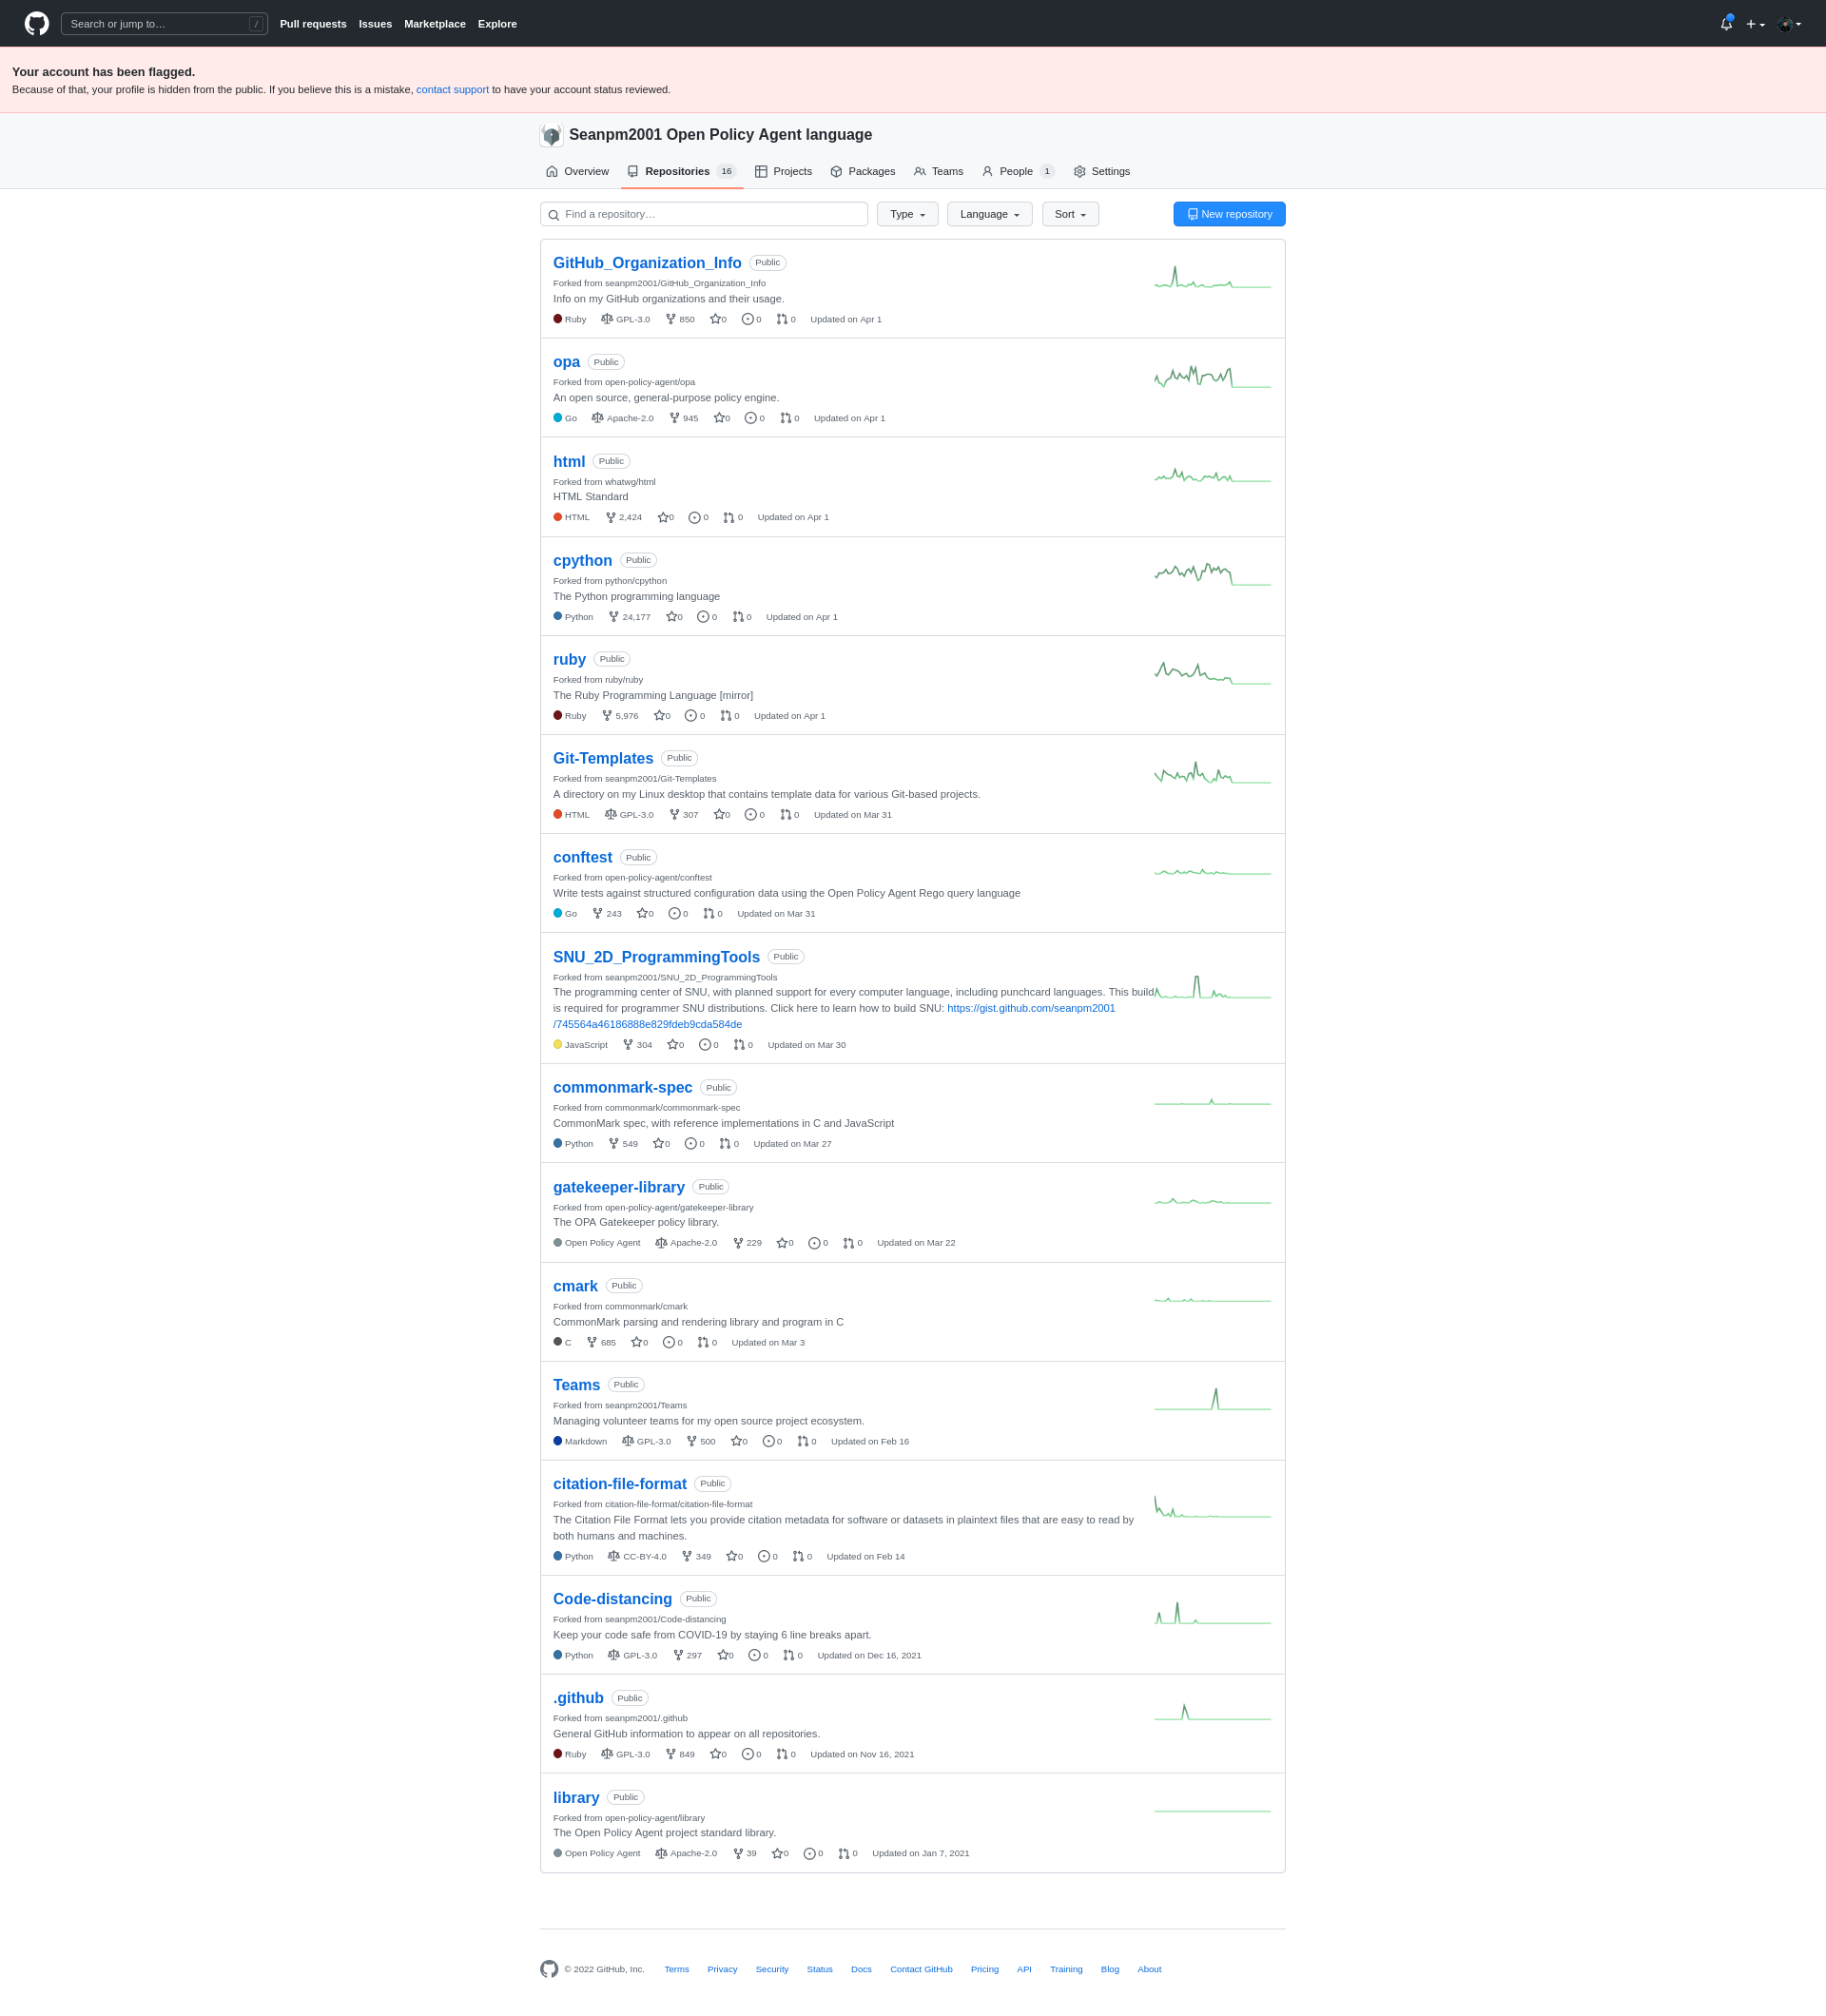 Search or jump to…
/
Pull requests Issues Marketplace Explore
Your account has been flagged.
Because of that, your profile is hidden from the public. If you believe this is a mistake, contact support to have your account status reviewed.
Seanpm2001 Open Policy Agent language
Overview Repositories 16 Projects Packages Teams People 1 Settings
Find a repository… Type Language Sort New repository
GitHub_Organization_Info Public
Forked from seanpm2001/GitHub_Organization_Info
Info on my GitHub organizations and their usage.
Ruby GPL-3.0 850 0 0 0 Updated on Apr 1
opa Public
Forked from open-policy-agent/opa
An open source, general-purpose policy engine.
Go Apache-2.0 945 0 0 0 Updated on Apr 1
html Public
Forked from whatwg/html
HTML Standard
HTML 2,424 0 0 0 Updated on Apr 1
cpython Public
Forked from python/cpython
The Python programming language
Python 24,177 0 0 0 Updated on Apr 1
ruby Public
Forked from ruby/ruby
The Ruby Programming Language [mirror]
Ruby 5,976 0 0 0 Updated on Apr 1
Git-Templates Public
Forked from seanpm2001/Git-Templates
A directory on my Linux desktop that contains template data for various Git-based projects.
HTML GPL-3.0 307 0 0 0 Updated on Mar 31
conftest Public
Forked from open-policy-agent/conftest
Write tests against structured configuration data using the Open Policy Agent Rego query language
Go 243 0 0 0 Updated on Mar 31
SNU_2D_ProgrammingTools Public
Forked from seanpm2001/SNU_2D_ProgrammingTools
The programming center of SNU, with planned support for every computer language, including punchcard languages. This build
is required for programmer SNU distributions. Click here to learn how to build SNU: https://gist.github.com/seanpm2001
/745564a46186888e829fdeb9cda584de
JavaScript 304 0 0 0 Updated on Mar 30
commonmark-spec Public
Forked from commonmark/commonmark-spec
CommonMark spec, with reference implementations in C and JavaScript
Python 549 0 0 0 Updated on Mar 27
gatekeeper-library Public
Forked from open-policy-agent/gatekeeper-library
The OPA Gatekeeper policy library.
Open Policy Agent Apache-2.0 229 0 0 0 Updated on Mar 22
cmark Public
Forked from commonmark/cmark
CommonMark parsing and rendering library and program in C
C 685 0 0 0 Updated on Mar 3
Teams Public
Forked from seanpm2001/Teams
Managing volunteer teams for my open source project ecosystem.
Markdown GPL-3.0 500 0 0 0 Updated on Feb 16
citation-file-format Public
Forked from citation-file-format/citation-file-format
The Citation File Format lets you provide citation metadata for software or datasets in plaintext files that are easy to read by
both humans and machines.
Python CC-BY-4.0 349 0 0 0 Updated on Feb 14
Code-distancing Public
Forked from seanpm2001/Code-distancing
Keep your code safe from COVID-19 by staying 6 line breaks apart.
Python GPL-3.0 297 0 0 0 Updated on Dec 16, 2021
.github Public
Forked from seanpm2001/.github
General GitHub information to appear on all repositories.
Ruby GPL-3.0 849 0 0 0 Updated on Nov 16, 2021
library Public
Forked from open-policy-agent/library
The Open Policy Agent project standard library.
Open Policy Agent Apache-2.0 39 0 0 0 Updated on Jan 7, 2021
© 2022 GitHub, Inc. Terms Privacy Security Status Docs Contact GitHub Pricing API Training Blog About